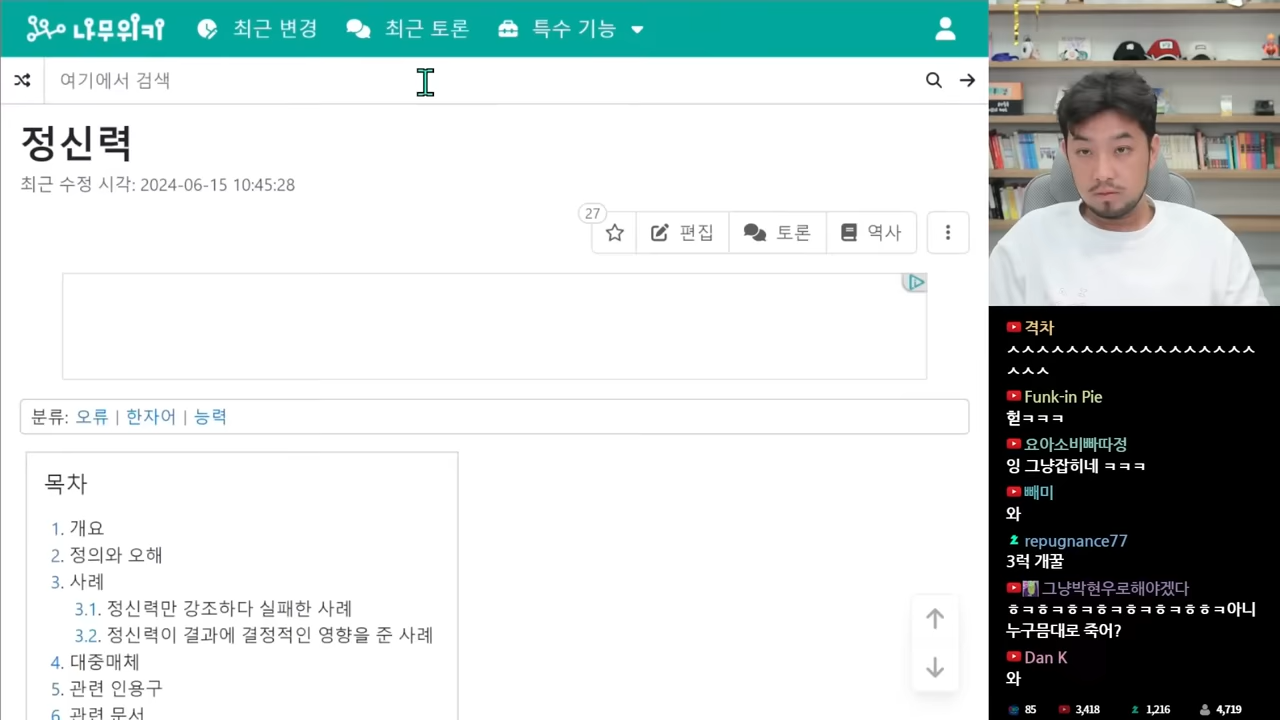 나무위키
최근 변경
최근 토론
특수 기능
여기에서 검색
정신력
최근 수정 시각: 2024-06-15 10:45:28
27
편집
토론
역사
분류: 오류 | 한자어 | 능력
목차
1. 개요
2. 정의와 오해
3. 사례
3.1. 정신력만 강조하다 실패한 사례
3.2. 정신력이 결과에 결정적인 영향을 준 사례
4. 대중매체
5. 관련 인용구
6. 관련 문서
격차
ㅅㅅㅅㅅㅅㅅㅅㅅㅅㅅㅅㅅㅅㅅㅅㅅㅅ
ㅅㅅㅅ
Funk-in Pie
헏ㅋㅋㅋ
요아소비빠따정
잉 그냥잡히네 ㅋㅋㅋ
빼미
와
repugnance77
3럭 개꿀
그냥박현우로해야겠다
ㅎㅋㅎㅋㅎㅋㅎㅋㅎㅋㅎㅎㅋ아니
누구믐대로 죽어?
Dan K
와
85
3,418
1,216
4,719